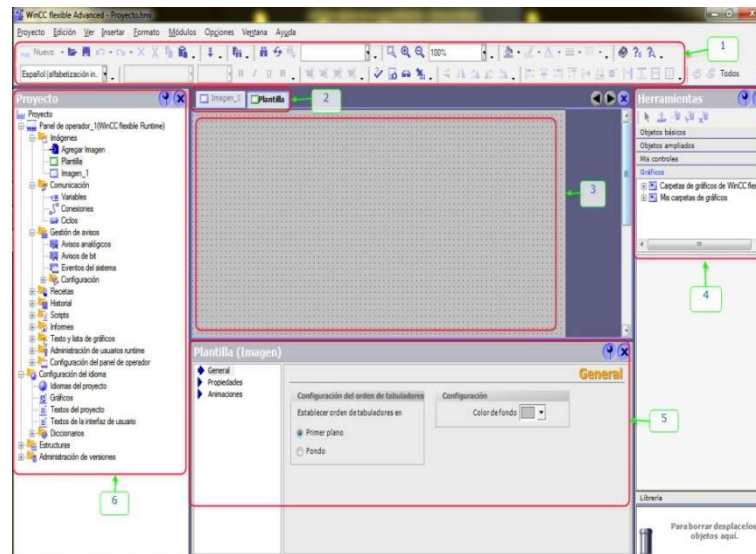 WinCC flexible Advanced - Proyecto.hmi
Proyecto Edición Ver Insertar Formato Módulos Opciones Ventana Ayuda
Nuevo 100%
1
Español (alfabetización in. Todos
Proyecto
Proyecto
Panel de operador_1(WinCC flexible Runtime)
Imágenes
Agregar Imagen
Plantilla
Imagen_1
Comunicación
Variables
Conexiones
Ciclos
Gestión de avisos
Avisos analógicos
Avisos de bit
Eventos del sistema
Configuración
Recetas
Historial
Scripts
Informes
Texto y lista de gráficos
Administración de usuarios runtime
Configuración del panel de operador
Configuración del idioma
Idiomas del proyecto
Gráficos
Textos del proyecto
Textos de la interfaz de usuario
Diccionarios
Estructuras
Administración de versiones
6
Imagen_1 Plantilla
2
3
Plantilla (Imagen)
General
Propiedades
Animaciones
General
Configuración del orden de tabuladores
Establecer orden de tabuladores en
Primer plano
Fondo
Configuración
Color de fondo
5
Herramientas
Objetos básicos
Objetos ampliados
Mis controles
Gráficos
Carpetas de gráficos de WinCC flex
Mis carpetas de gráficos
4
Librería
Para borrar desplace los
objetos aquí.